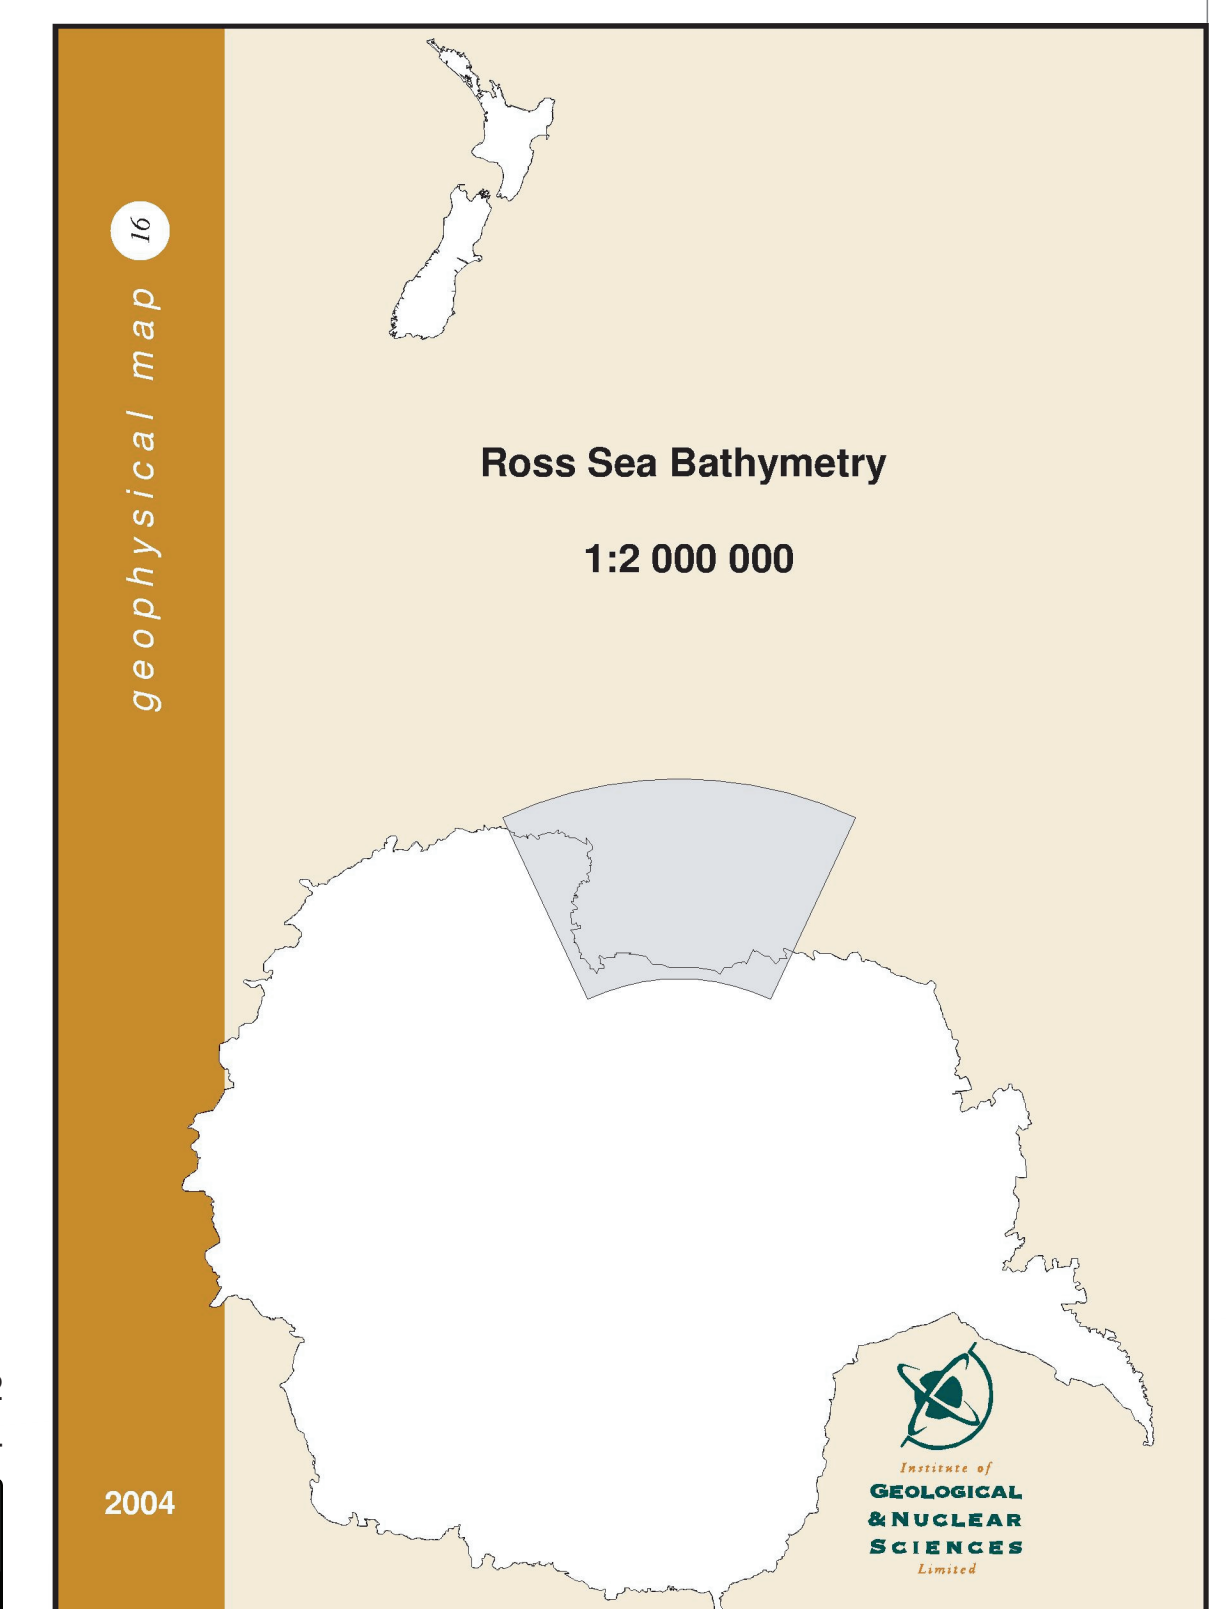 geophysical map 16
Ross Sea Bathymetry
1:2 000 000
2004
Institute of
GEOLOGICAL
& NUCLEAR
SCIENCES
Limited